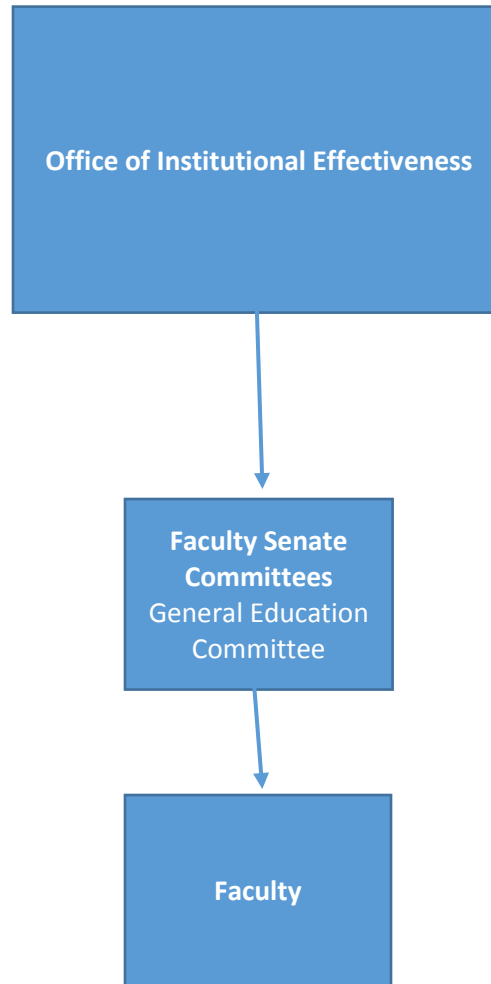 Office of Institutional Effectiveness
Faculty Senate
Committees
General Education
Committee
Faculty